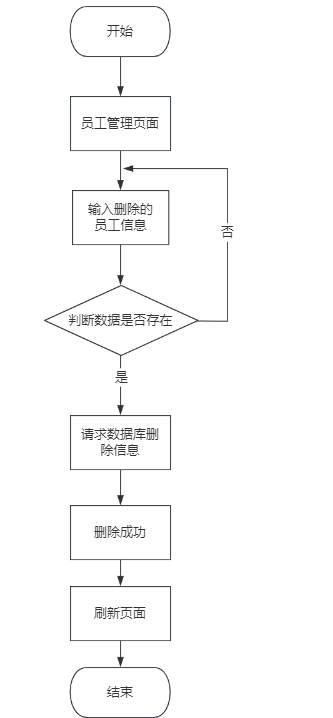 开始
员工管理页面
输入删除的
员工信息
否
判断数据是否存在
是
请求数据库删
除信息
删除成功
刷新页面
结束